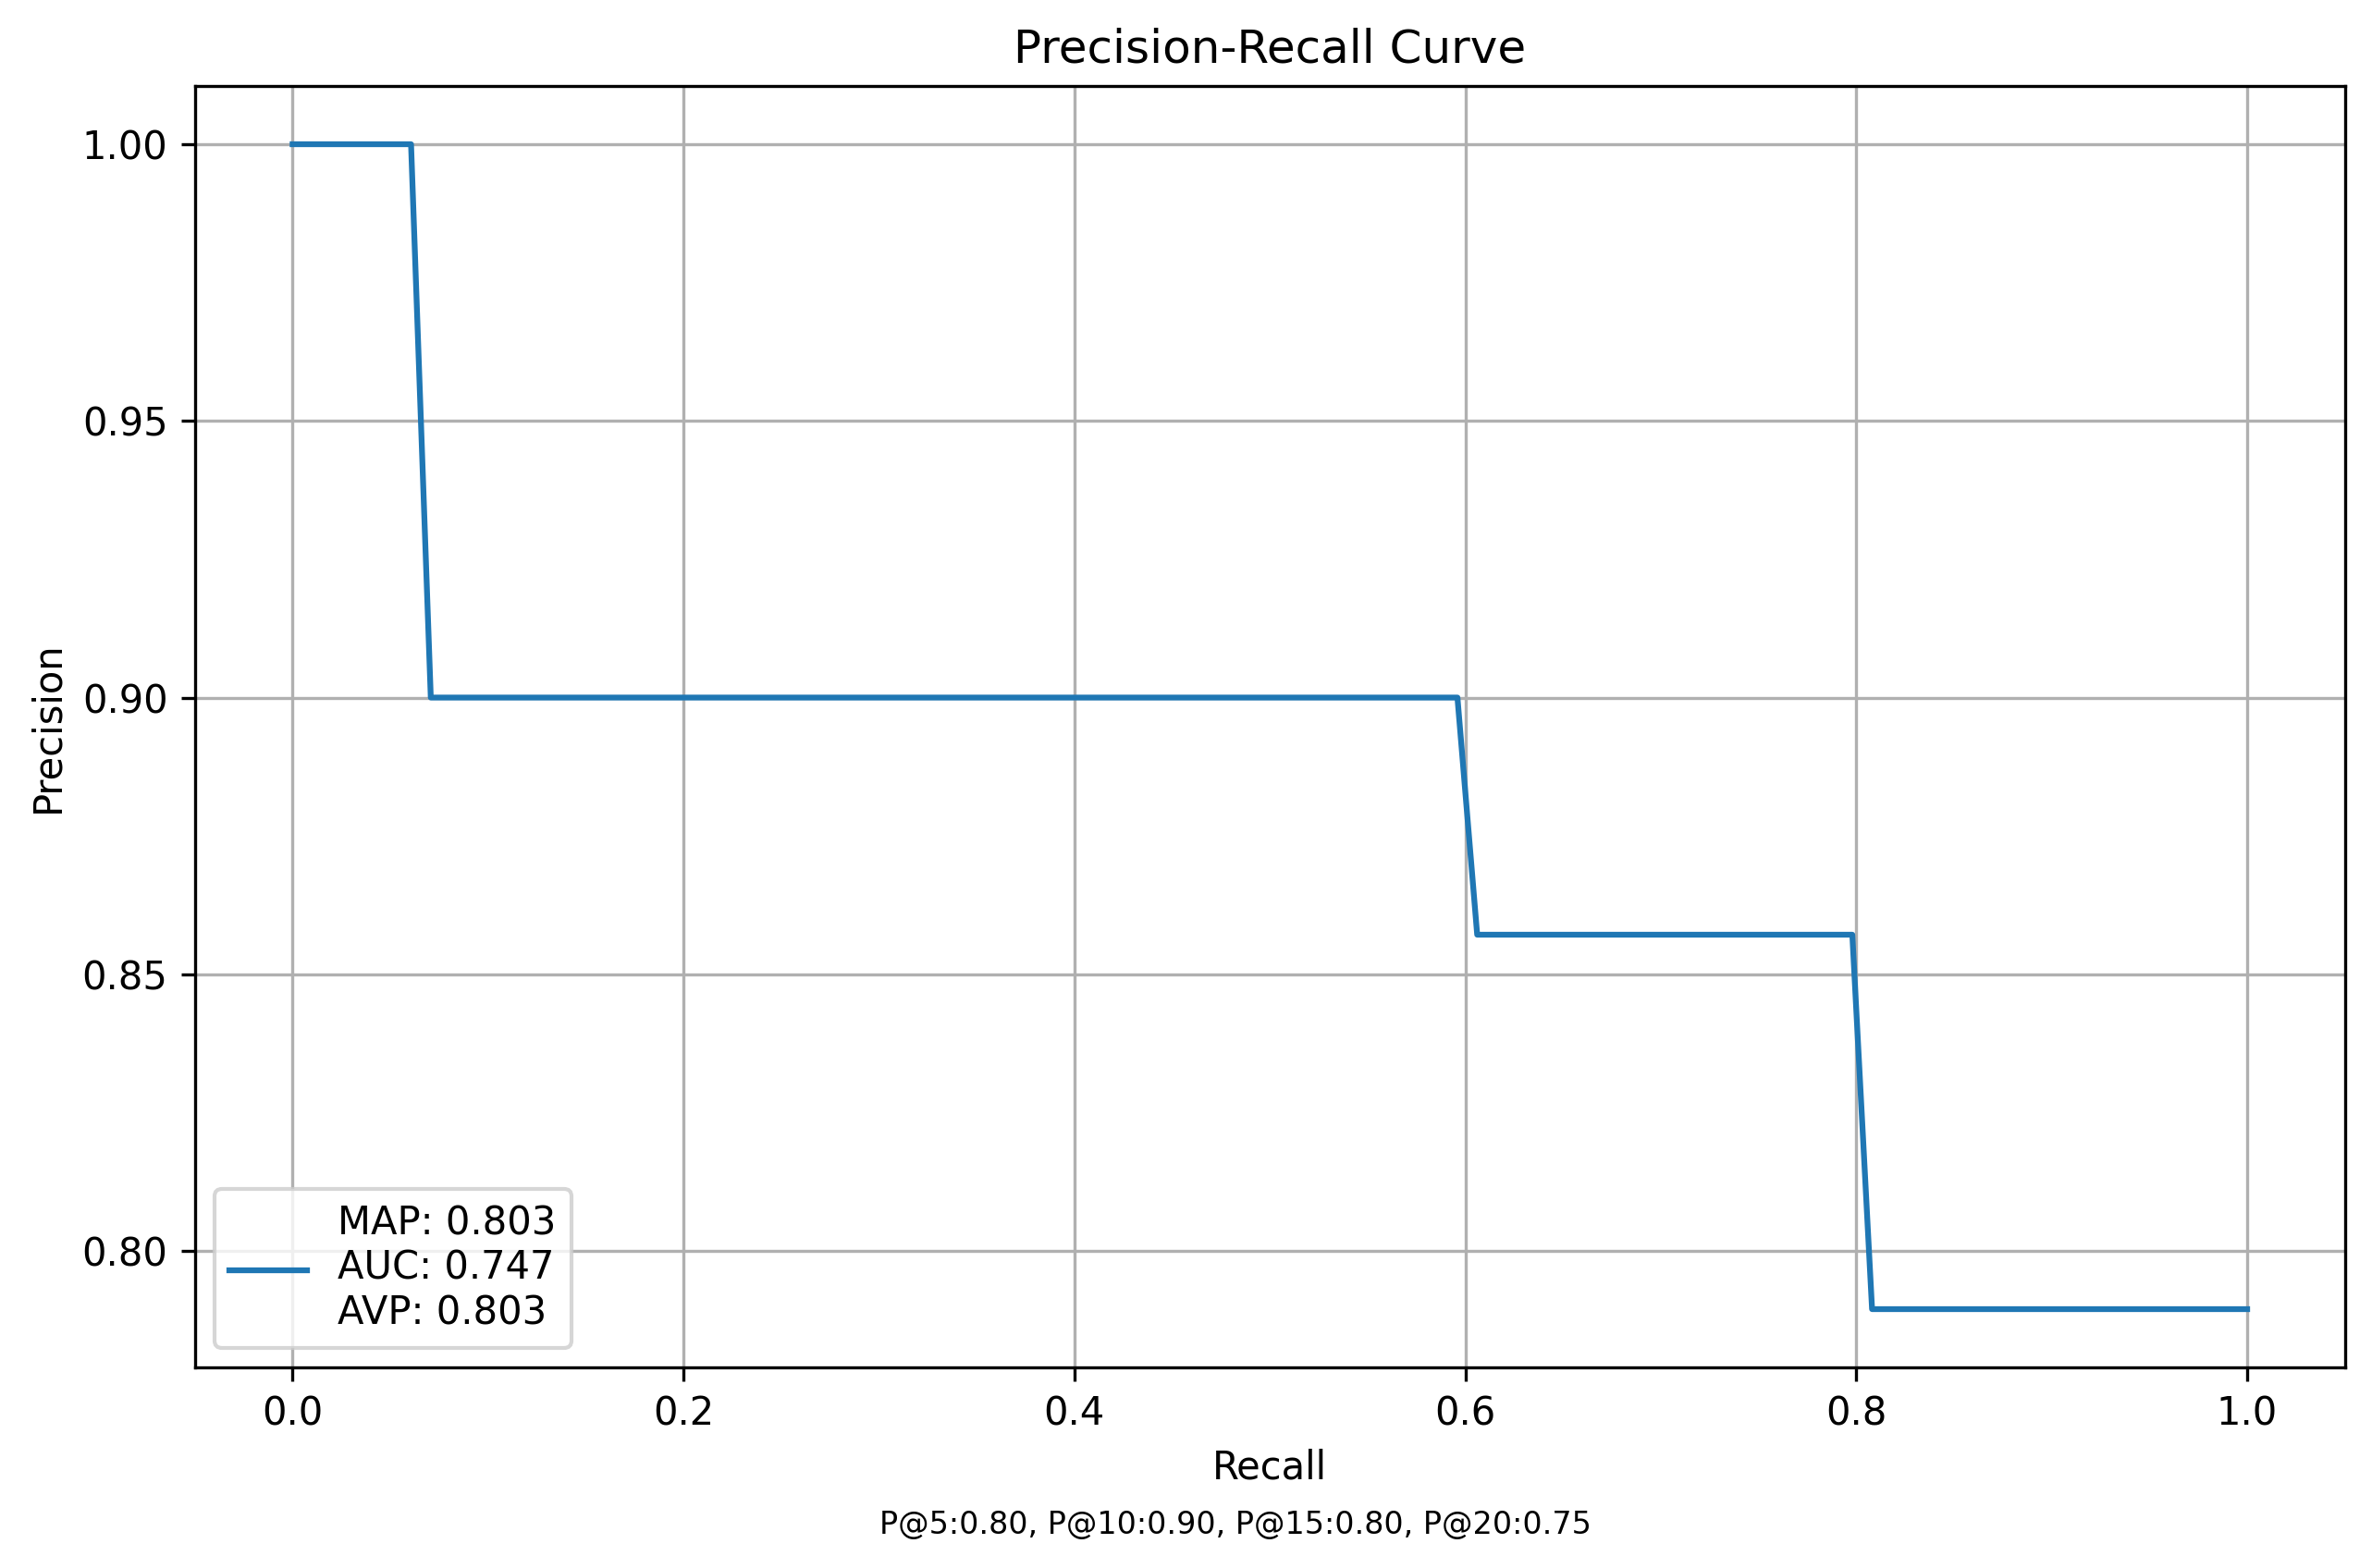 Precision-Recall Curve
1.00
0.95
0.90
0.85
0.80
Precision
MAP: 0.803
AUC: 0.747
AVP: 0.803
0.0 0.2 0.4 0.6 0.8 1.0
Recall
P@5:0.80, P@10:0.90, P@15:0.80, P@20:0.75